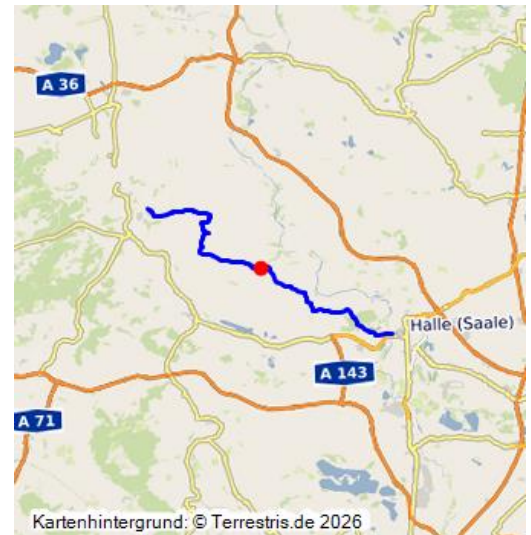 A 36
Halle (Saale)
A 143
A 71
Kartenhintergrund: © Terrestris.de 2026